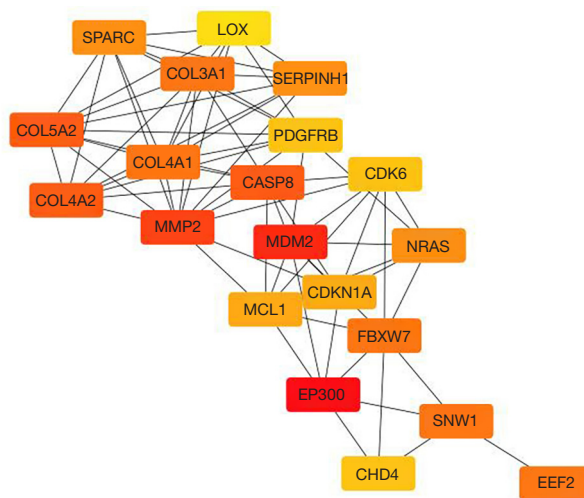 LOX
SPARC
COL3A1
SERPINH1
COL5A2
PDGFRB
COL4A1
CDK6
CASP8
COL4A2
MMP2
MDM2
NRAS
CDKN1A
MCL1
FBXW7
EP300
SNW1
CHD4
EEF2